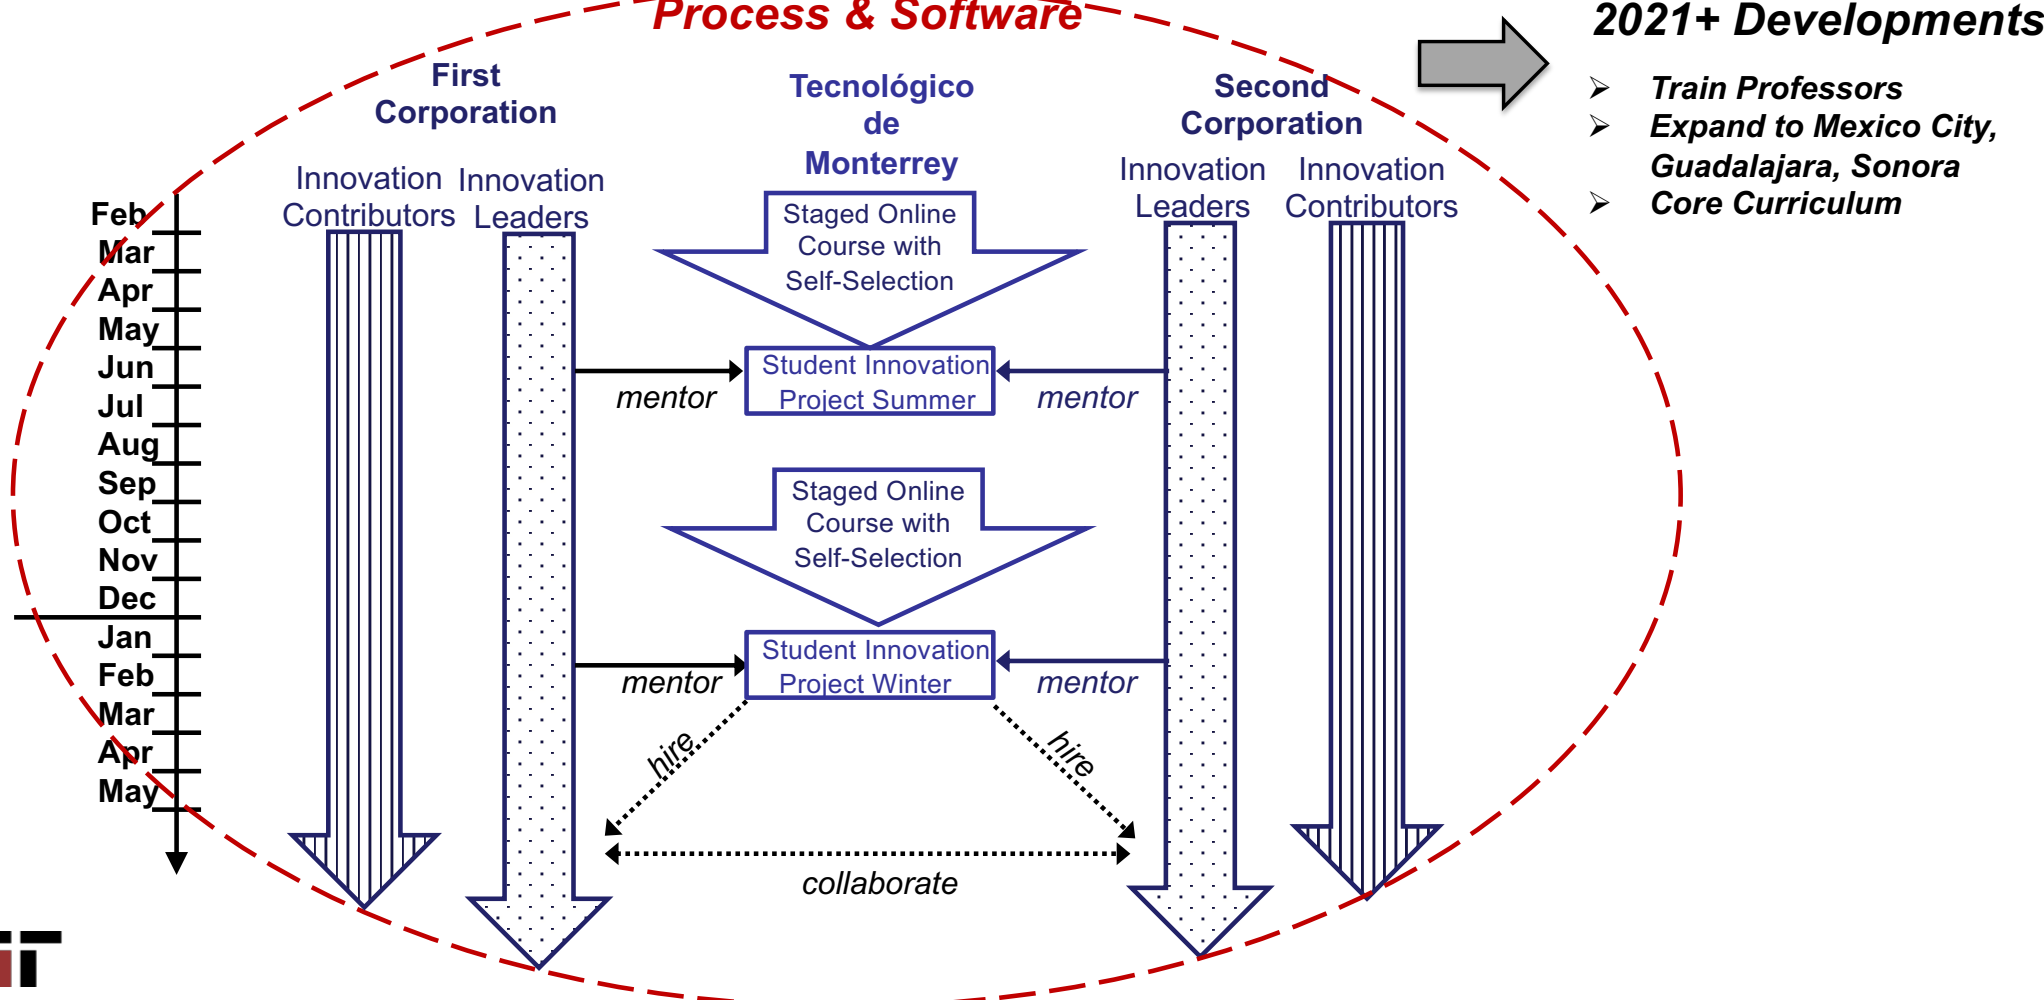 Process & Software
2021+ Developments
Train Professors
Expand to Mexico City,
Guadalajara, Sonora
Core Curriculum
First
Corporation
Tecnológico
de
Monterrey
Second
Corporation
Innovation
Contributors
Innovation
Leaders
Innovation
Leaders
Innovation
Contributors
Feb
Mar
Apr
May
Jun
Jul
Aug
Sep
Oct
Nov
Dec
Jan
Feb
Mar
Apr
May
Staged Online
Course with
Self-Selection
Student Innovation
Project Summer
mentor
mentor
Staged Online
Course with
Self-Selection
Student Innovation
Project Winter
mentor
mentor
hire
hire
collaborate